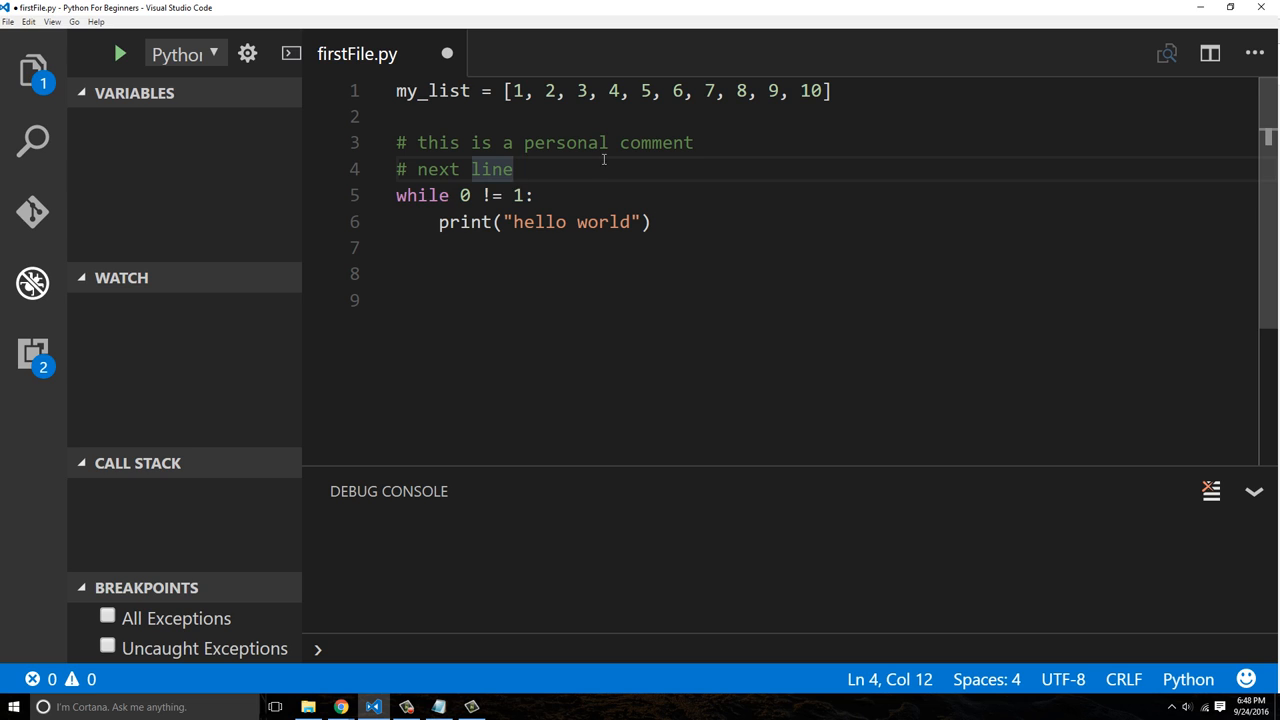 ● firstFile.py - Python For Beginners - Visual Studio Code
File Edit View Go Help
Python
firstFile.py
1
VARIABLES
1 my_list = [1, 2, 3, 4, 5, 6, 7, 8, 9, 10]
2
3 # this is a personal comment
4 # next line
5 while 0 != 1:
6 print("hello world")
7
8
9
WATCH
2
CALL STACK
DEBUG CONSOLE
BREAKPOINTS
All Exceptions
Uncaught Exceptions
0 0 Ln 4, Col 12 Spaces: 4 UTF-8 CRLF Python
I'm Cortana. Ask me anything.
6:48 PM
9/24/2016